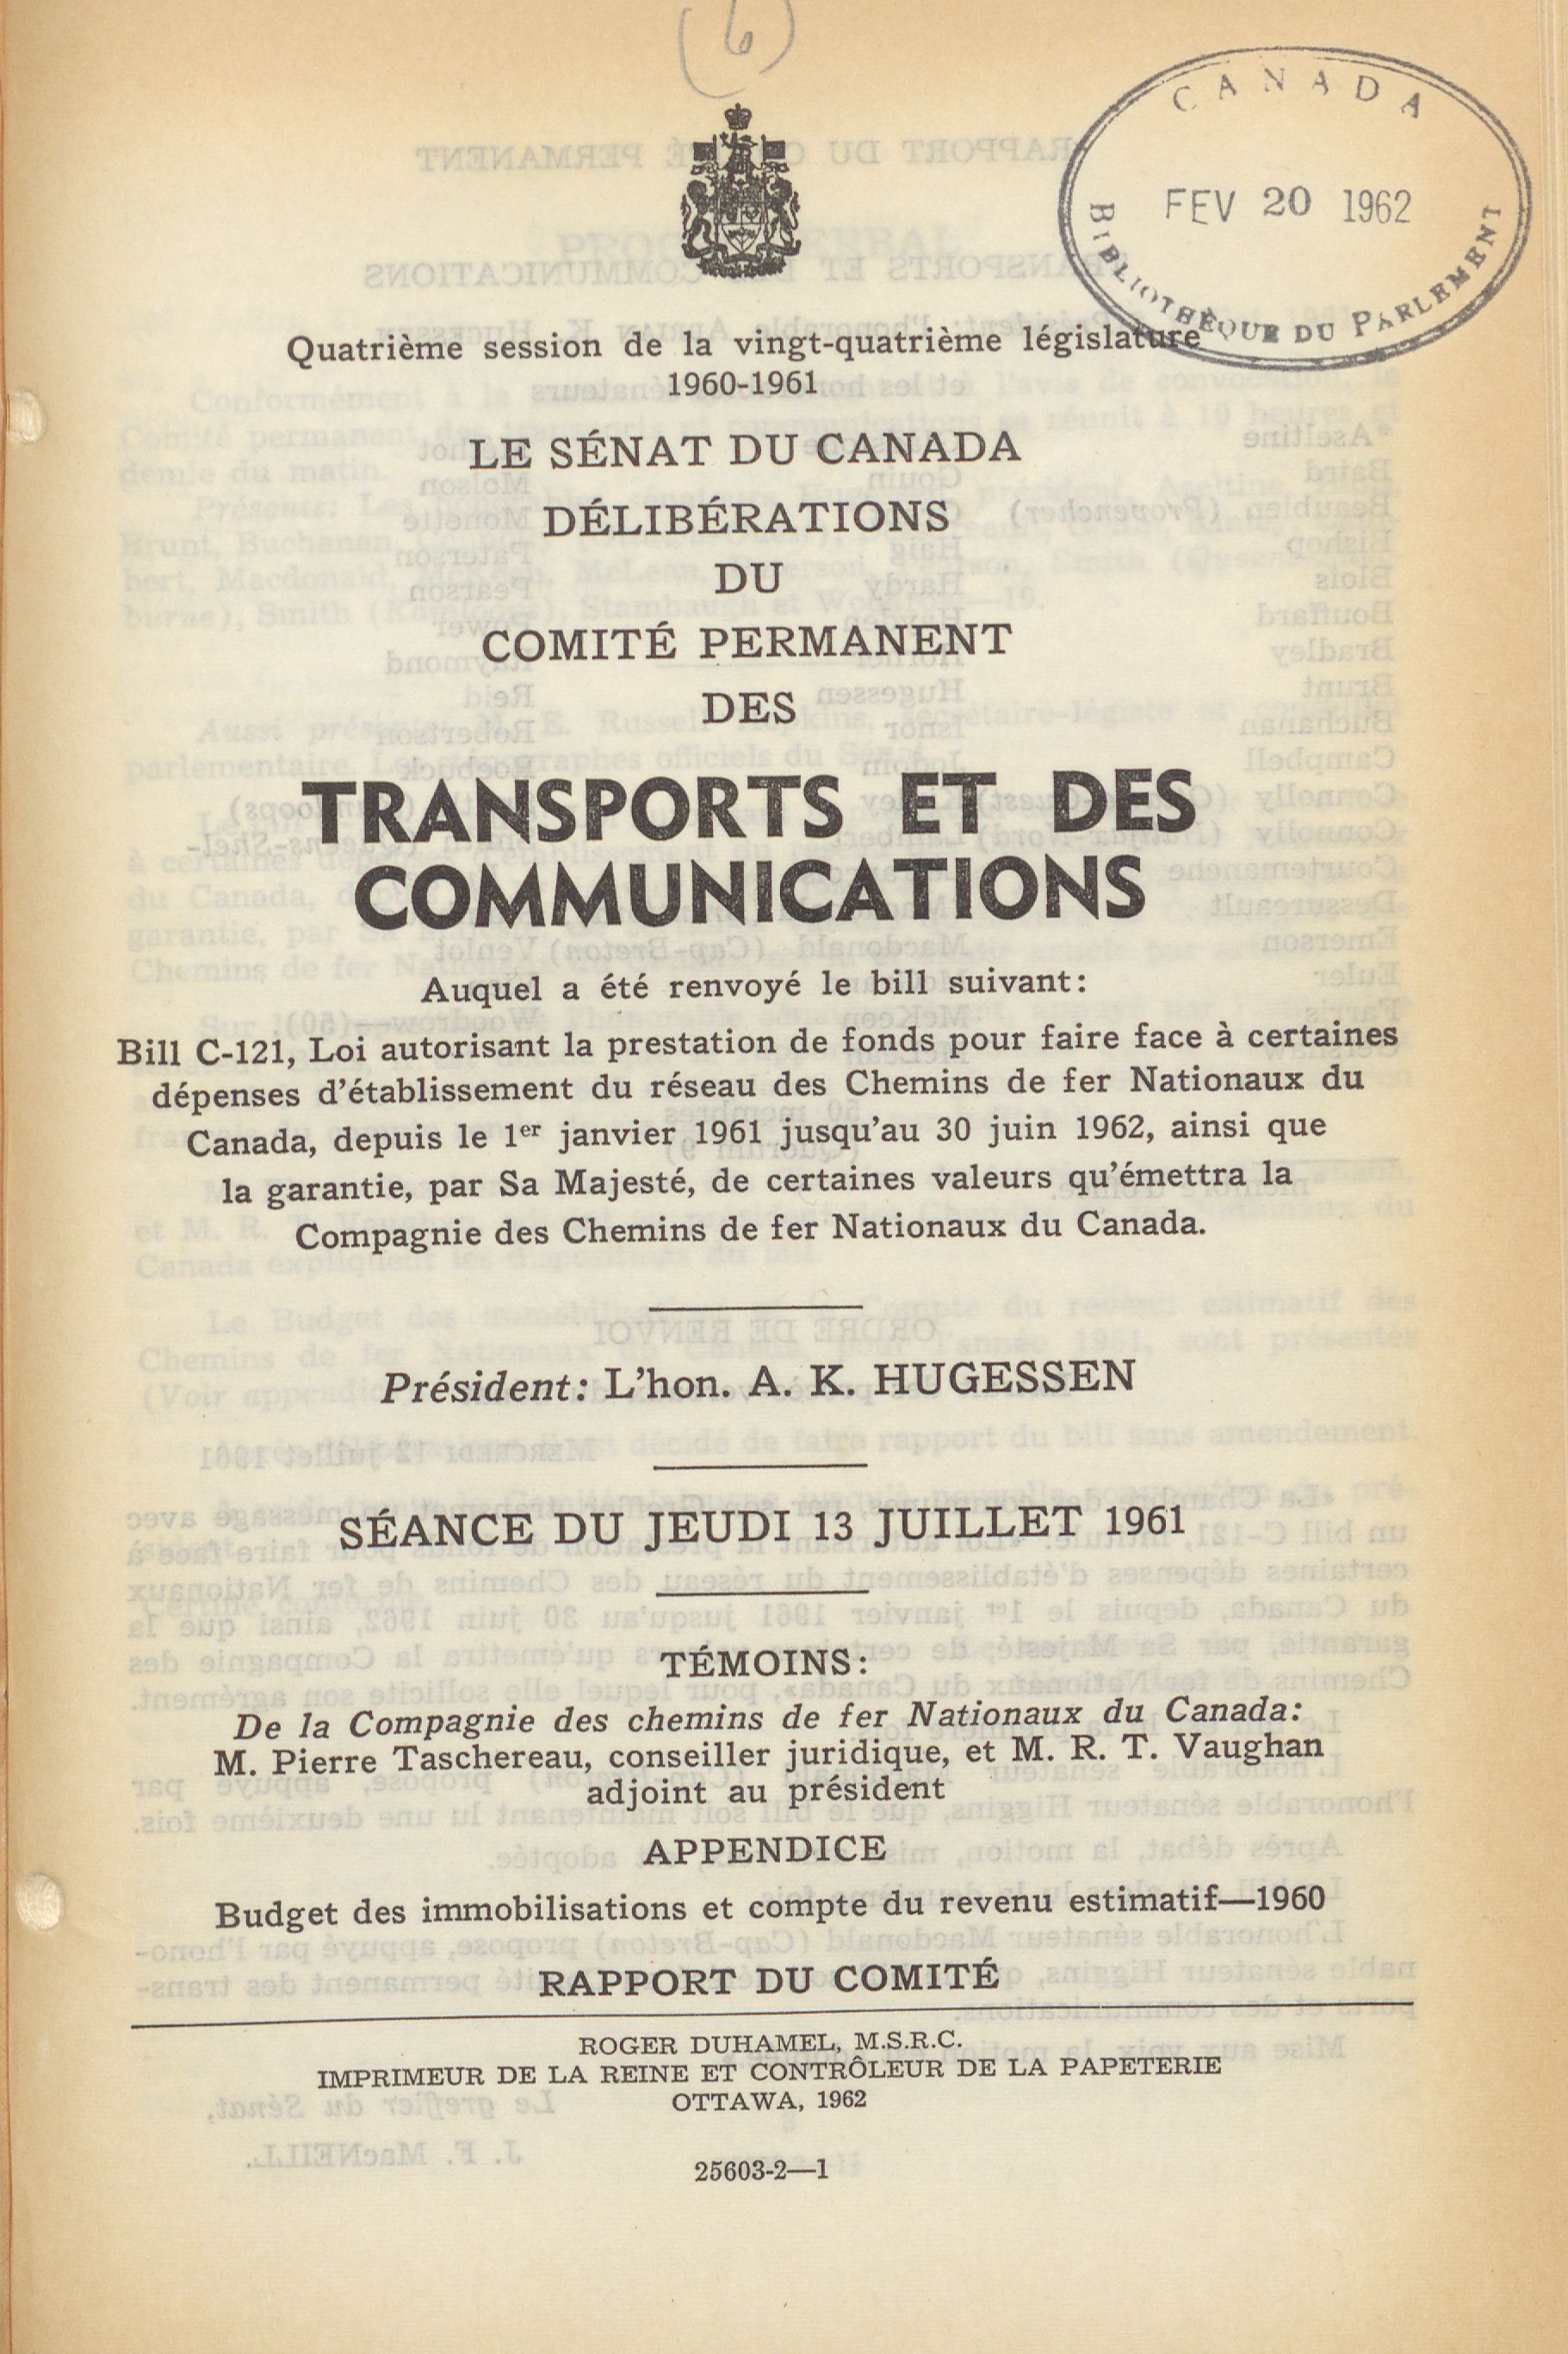 (6)
CANADA
FEV 20 1962
BIBLIOTHÈQUE DU PARLEMENT
Quatrième session de la vingt-quatrième législature
1960-1961
LE SÉNAT DU CANADA
DÉLIBÉRATIONS
DU
COMITÉ PERMANENT
DES
TRANSPORTS ET DES
COMMUNICATIONS
Auquel a été renvoyé le bill suivant:
Bill C-121, Loi autorisant la prestation de fonds pour faire face à certaines
dépenses d'établissement du réseau des Chemins de fer Nationaux du
Canada, depuis le 1er janvier 1961 jusqu'au 30 juin 1962, ainsi que
la garantie, par Sa Majesté, de certaines valeurs qu'émettra la
Compagnie des Chemins de fer Nationaux du Canada.
Président: L'hon. A. K. HUGESSEN
SÉANCE DU JEUDI 13 JUILLET 1961
TÉMOINS:
De la Compagnie des chemins de fer Nationaux du Canada:
M. Pierre Taschereau, conseiller juridique, et M. R. T. Vaughan
adjoint au président
APPENDICE
Budget des immobilisations et compte du revenu estimatif—1960
RAPPORT DU COMITÉ
ROGER DUHAMEL, M.S.R.C.
IMPRIMEUR DE LA REINE ET CONTRÔLEUR DE LA PAPETERIE
OTTAWA, 1962
25603-2—1